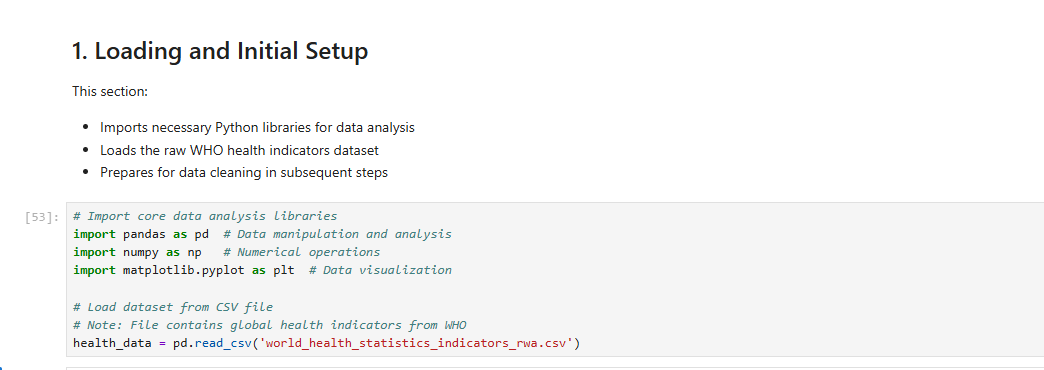 1. Loading and Initial Setup
This section:
• Imports necessary Python libraries for data analysis
• Loads the raw WHO health indicators dataset
• Prepares for data cleaning in subsequent steps
[53]:
# Import core data analysis libraries
import pandas as pd  # Data manipulation and analysis
import numpy as np   # Numerical operations
import matplotlib.pyplot as plt  # Data visualization
# Load dataset from CSV file
# Note: File contains global health indicators from WHO
health_data = pd.read_csv('world_health_statistics_indicators_rwa.csv')